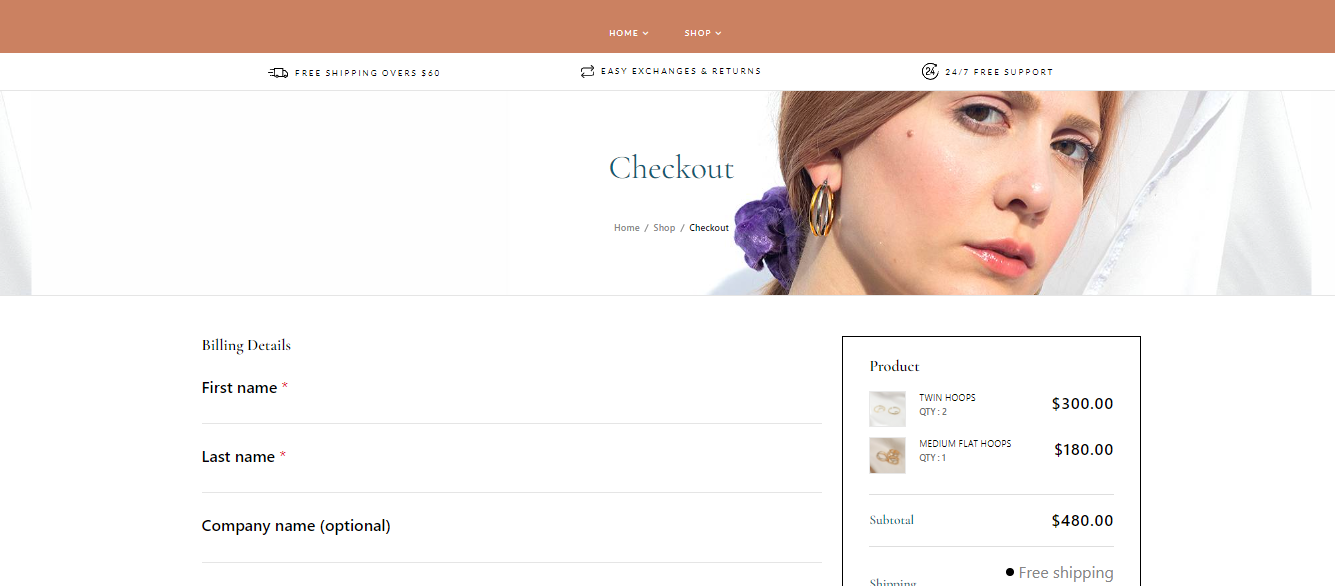 HOME SHOP
FREE SHIPPING OVERS $60
EASY EXCHANGES & RETURNS
24 24/7 FREE SUPPORT
Checkout
Home / Shop / Checkout
Billing Details
First name *
Last name *
Company name (optional)
Product
TWIN HOOPS
QTY : 2
$300.00
MEDIUM FLAT HOOPS
QTY : 1
$180.00
Subtotal $480.00
Free shipping
Shipping